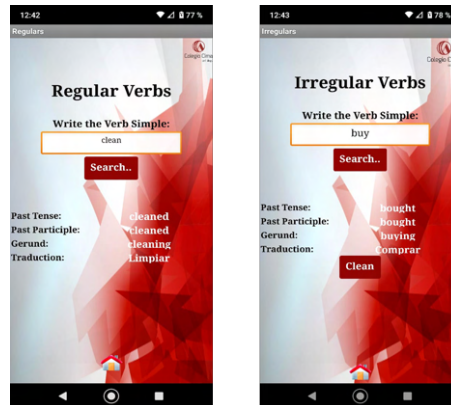 12:42
77 %
Regulars
Colegio
Regular Verbs
Write the Verb Simple:
clean
Search..
Past Tense: cleaned
Past Participle: cleaned
Gerund: cleaning
Traduction: Limpiar
12:43
78 %
Irregulars
Irregular Verbs
Write the Verb Simple:
buy
Search..
Past Tense: bought
Past Participle: bought
Gerund: buying
Traduction: Comprar
Clean